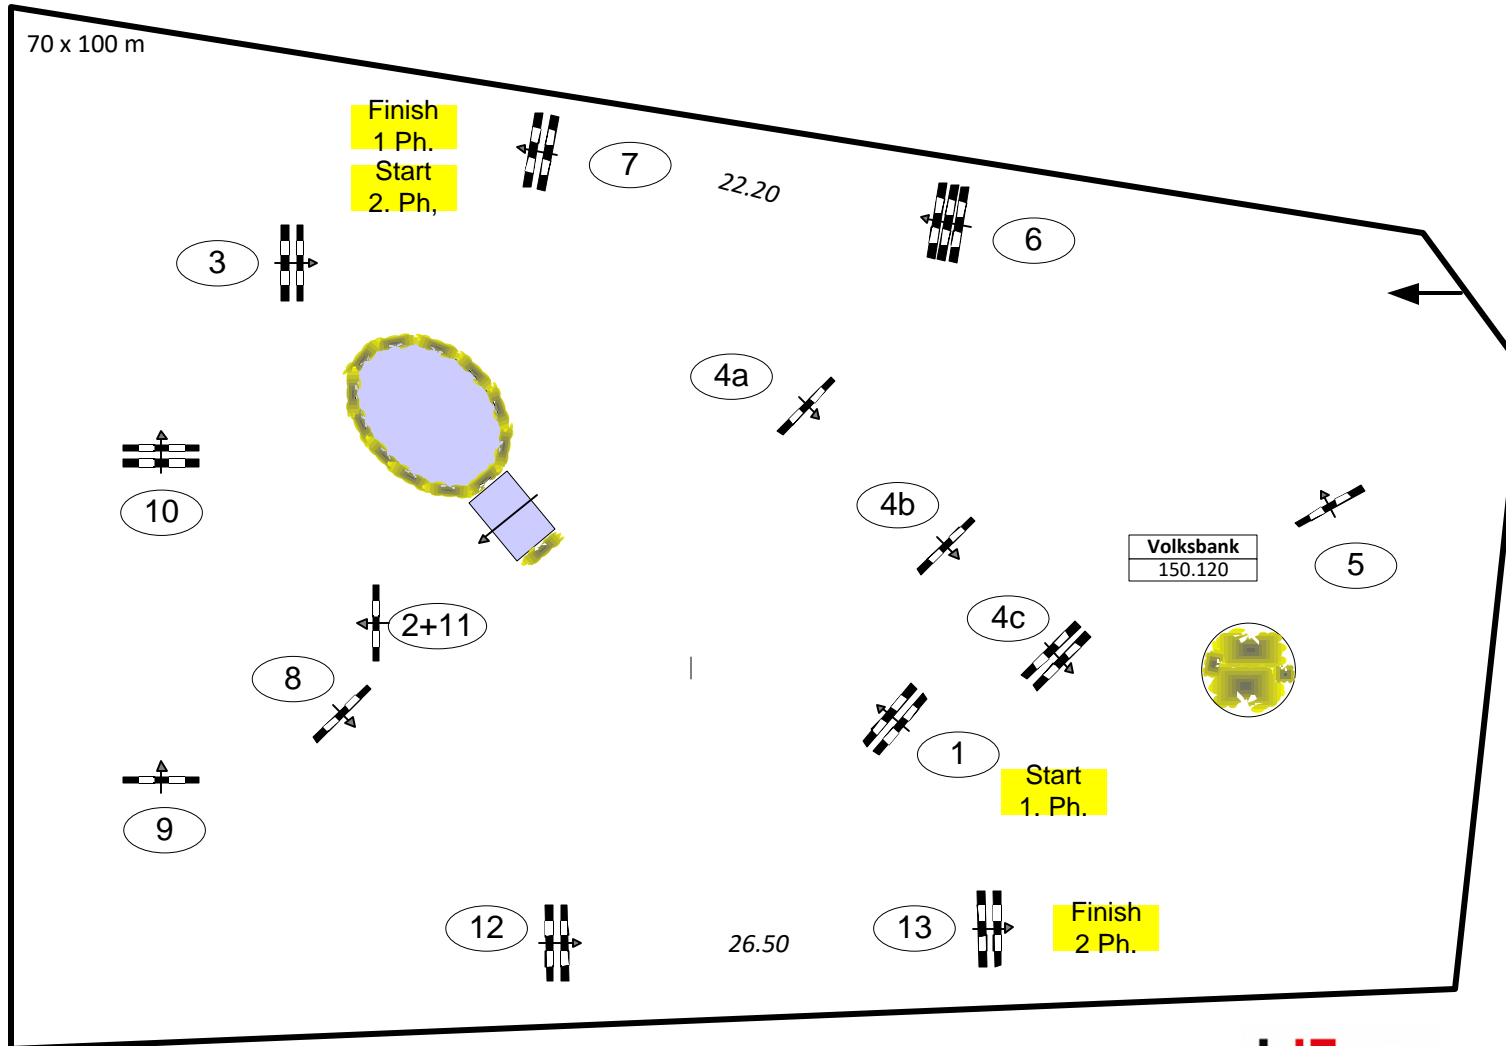 70 x 100 m
Finish
1 Ph.
Start
2. Ph,
7
22.20
6
3
4a
4b
10
Volksbank
150.120
5
4c
2+11
8
1
Start
1. Ph.
9
12
26.50
13
Finish
2 Ph.